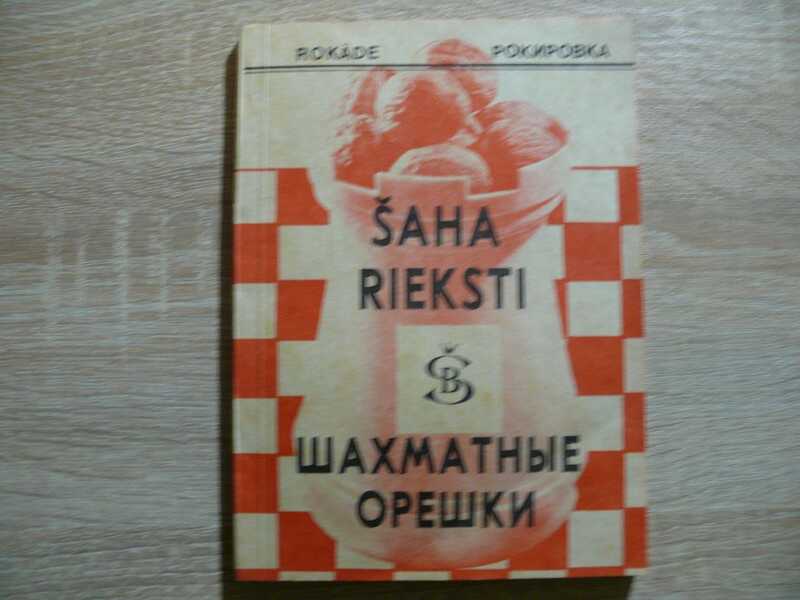 ROKĀDE РОКИРОВКА
ŠAHA
RIEKSTI
ŠB
ШАХМАТНЫЕ
ОРЕШКИ